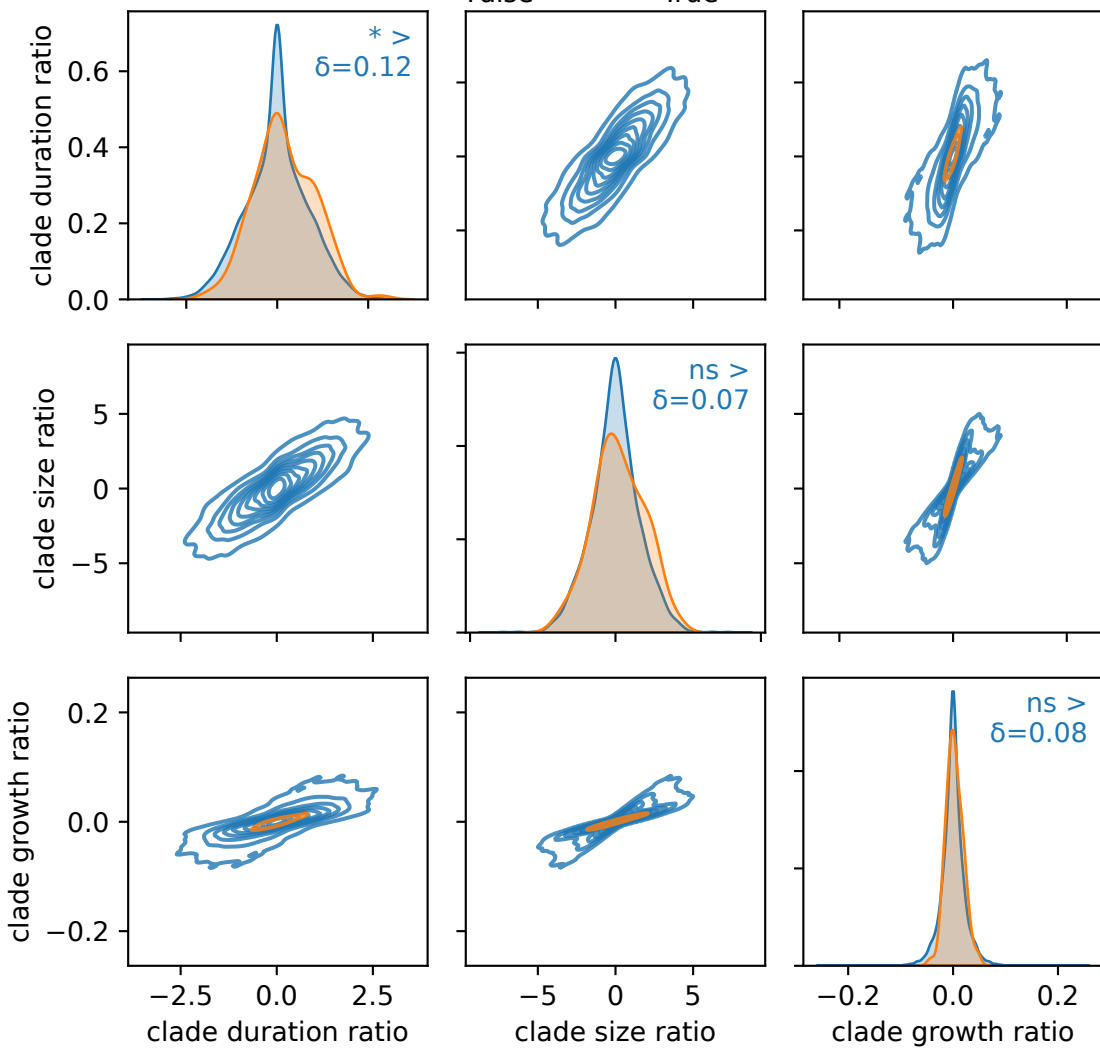 True
* >
δ=0.12
clade duration ratio
0.6
0.4
0.2
0.0
ns >
δ=0.07
clade size ratio
5
0
−5
ns >
δ=0.08
clade growth ratio
0.2
0.0
−0.2
−2.5 0.0 2.5
−5 0 5
−0.2 0.0 0.2
clade duration ratio
clade size ratio
clade growth ratio